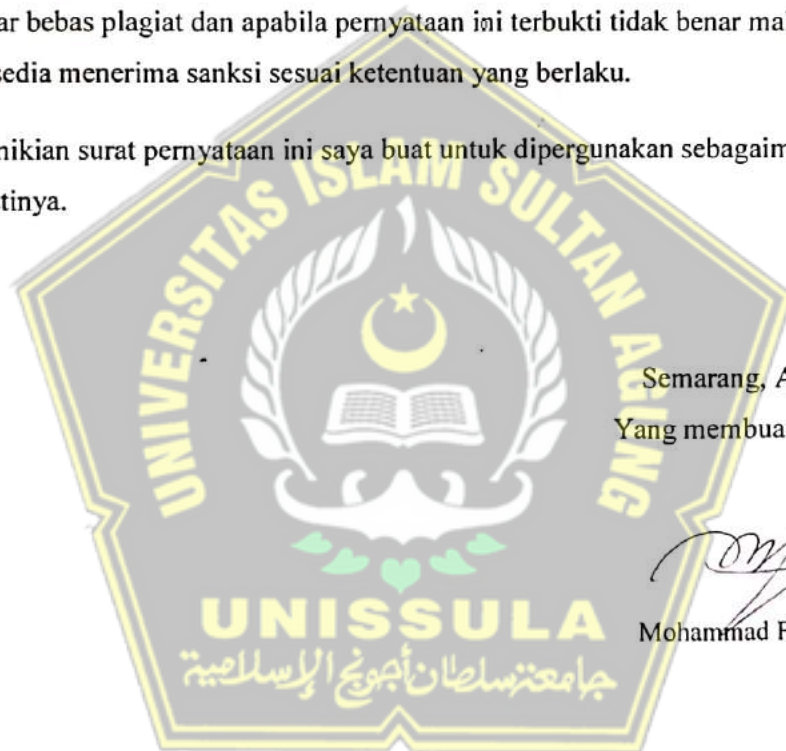 ar bebas plagiat dan apabila pernyataan ini terbukti tidak benar ma
sedia menerima sanksi sesuai ketentuan yang berlaku.
nikian surat pernyataan ini saya buat untuk dipergunakan sebagaim
tinya.
UNIVERSITAS ISLAM SULTAN AGUNG
Semarang, A
Yang membua
Mohammad F
UNISSULA
جامعة سلطان أجونج الإسلامية